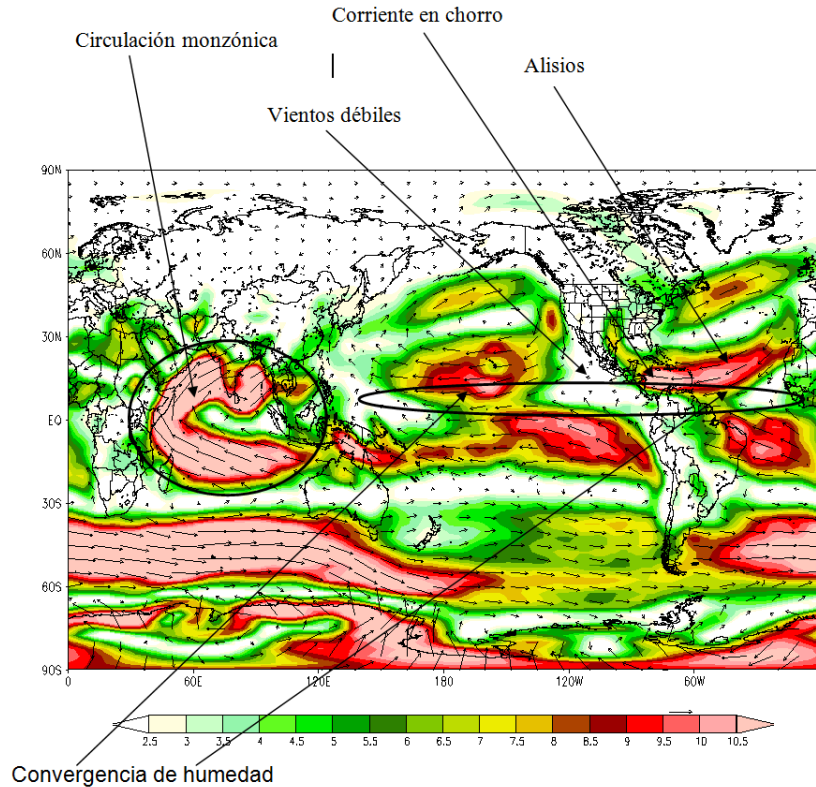 Corriente en chorro
Circulación monzónica
Alisios
Vientos débiles
90N
60N
30N
EQ
30S
60S
90S
0 60E 120E 180 120W 60W
2.5 3 3.5 4 4.5 5 5.5 6 6.5 7 7.5 8 8.5 9 9.5 10 10.5
Convergencia de humedad